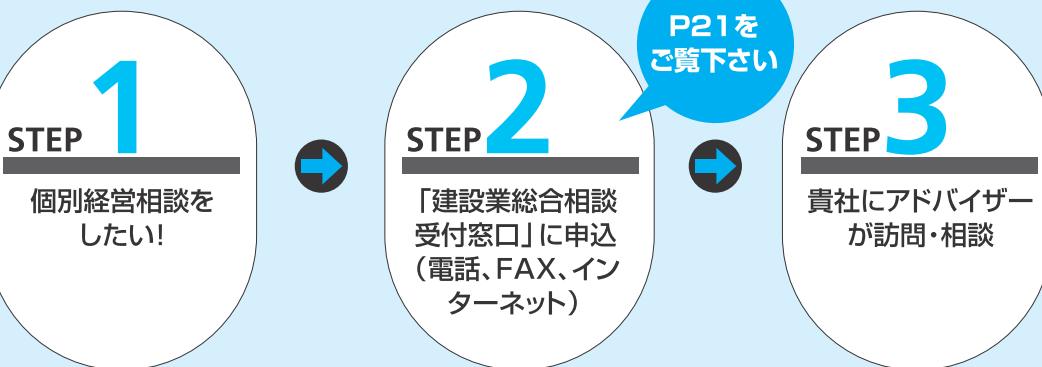 STEP 1
個別経営相談を
したい!
P21を
ご覧下さい
STEP 2
「建設業総合相談
受付窓口」に申込
（電話、FAX、イン
ターネット）
STEP 3
貴社にアドバイザー
が訪問・相談